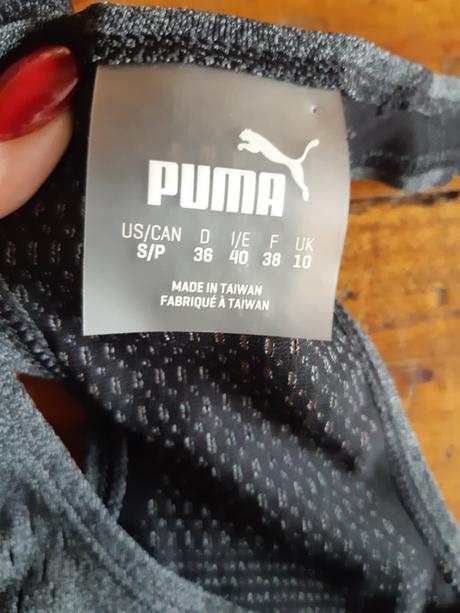 PUMA
US/CAN D I/E F UK
S/P 36 40 38 10
MADE IN TAIWAN
FABRIQUÉ À TAIWAN